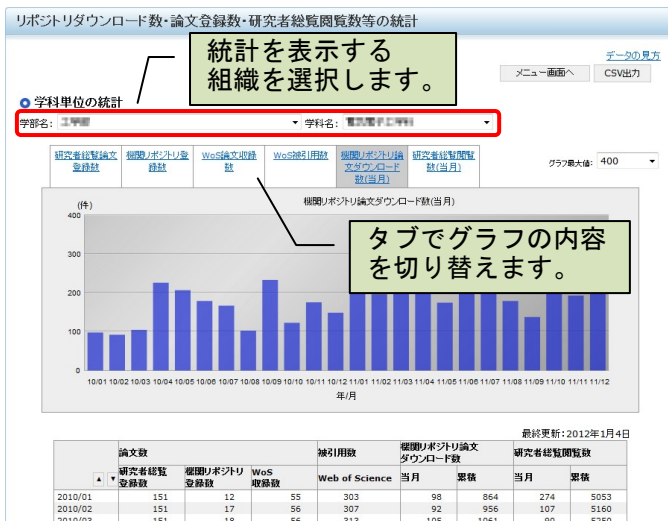 リポジトリダウンロード数・論文登録数・研究者総覧閲覧数等の統計
統計を表示する
組織を選択します。
データの見方
メニュー画面へ CSV出力
学科単位の統計
学部名: 学科名:
研究者総覧論文
登録数
機関リポジトリ登
録数
WoS論文収録
数
WoS被引用数
機関リポジトリ論
文ダウンロード
数(当月)
研究者総覧閲覧
数(当月)
グラフ最大値: 400
機関リポジトリ論文ダウンロード数(当月)
(件)
400
300
200
100
0
タブでグラフの内容
を切り替えます。
10/01 10/02 10/03 10/04 10/05 10/06 10/07 10/08 10/09 10/10 10/11 10/12 11/01 11/02 11/03 11/04 11/05 11/06 11/07 11/08 11/09 11/10 11/11 11/12
年/月
最終更新:2012年1月4日
論文数 被引用数 機関リポジトリ論文
ダウンロード数 研究者総覧閲覧数
▲ ▼ 研究者総覧
登録数 機関リポジトリ
登録数 WoS
収録数 Web of Science 当月 累積 当月 累積
2010/01 151 12 55 303 98 864 274 5053
2010/02 151 17 56 307 92 956 107 5160
2010/03 151 18 56 313 105 1061 90 5250